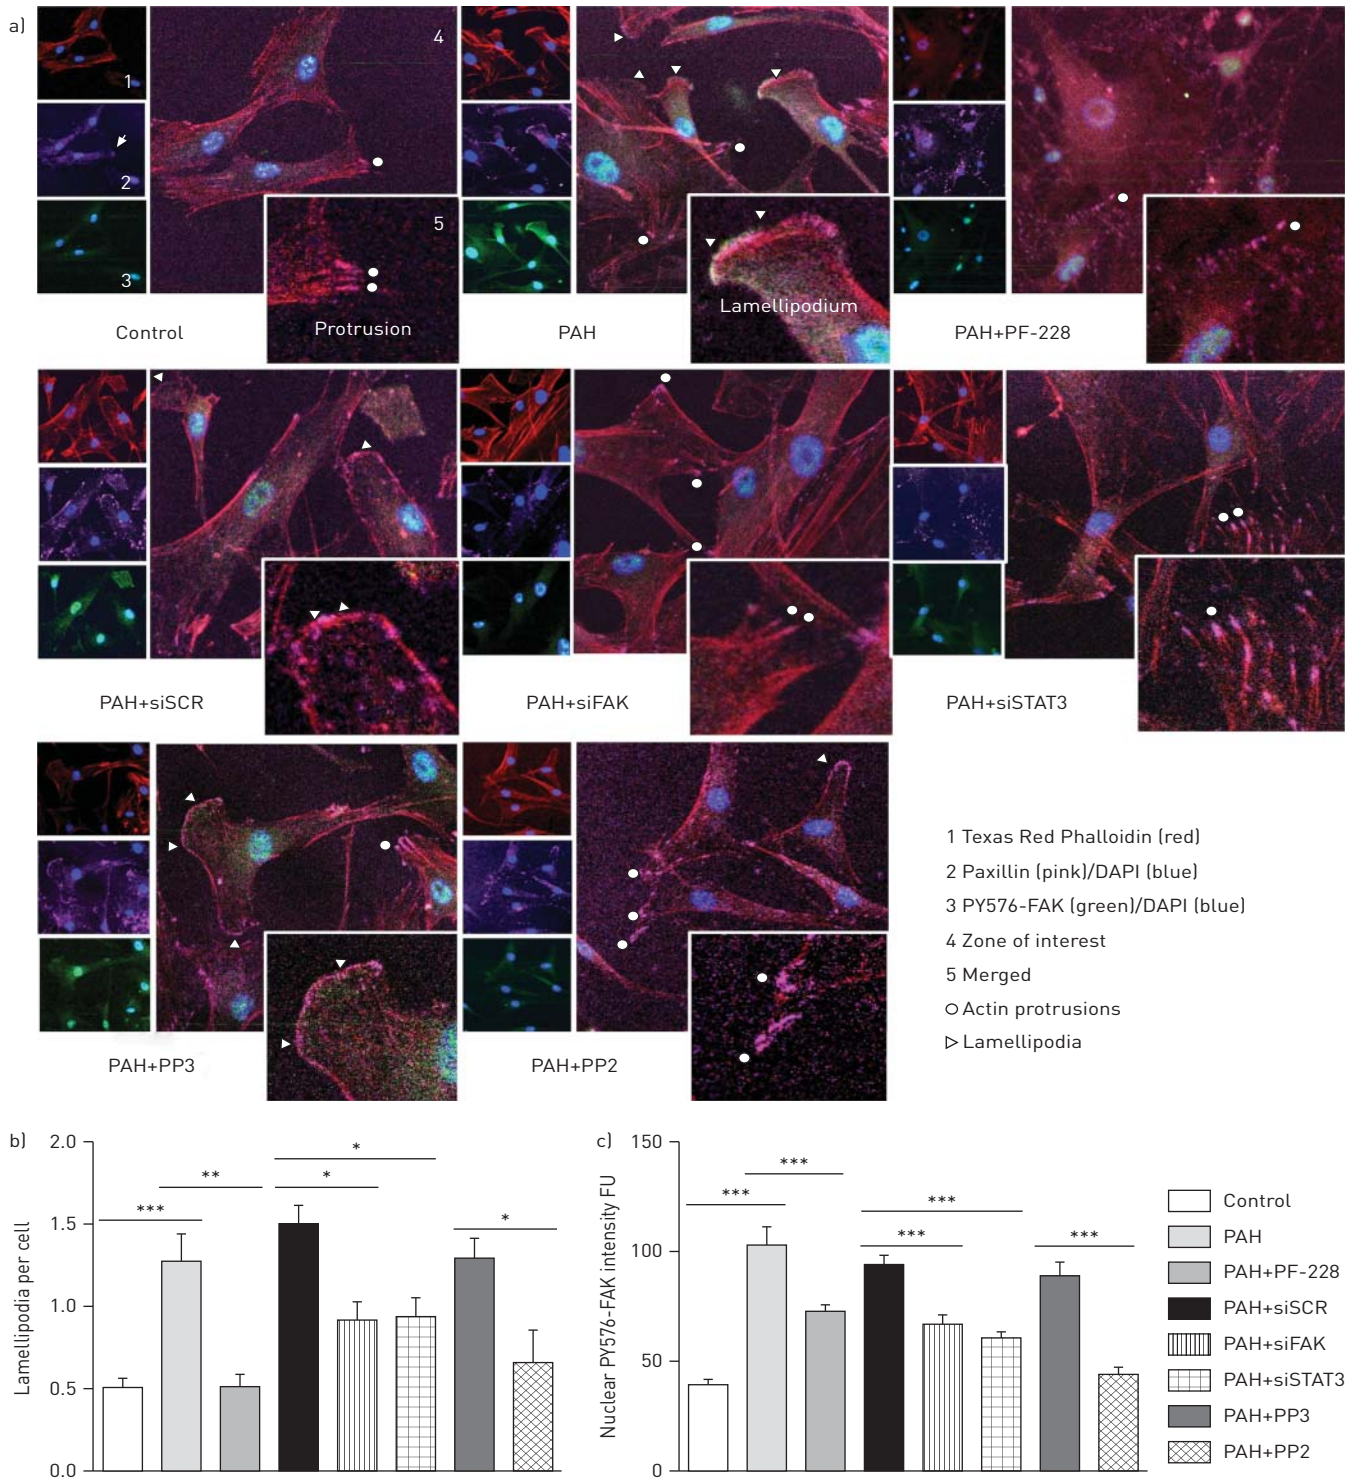 a)
1
2
3
4
5
Control
Protrusion
PAH
Lamellipodium
PAH+PF-228
PAH+siSCR
PAH+siFAK
PAH+siSTAT3
PAH+PP3
PAH+PP2
1 Texas Red Phalloidin (red)
2 Paxillin (pink)/DAPI (blue)
3 PY576-FAK (green)/DAPI (blue)
4 Zone of interest
5 Merged
Actin protrusions
Lamellipodia
b)
Lamellipodia per cell
2.0
1.5
1.0
0.5
0.0
***
**
*
*
*
c)
Nuclear PY576-FAK intensity FU
150
100
50
0
***
***
***
***
***
Control
PAH
PAH+PF-228
PAH+siSCR
PAH+siFAK
PAH+siSTAT3
PAH+PP3
PAH+PP2